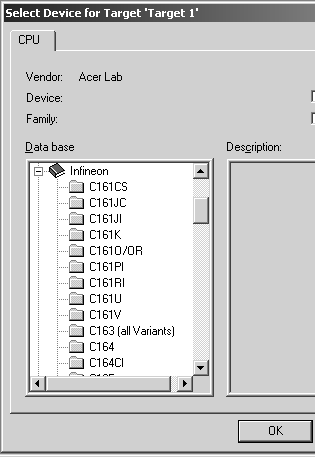 Select Device for Target 'Target 1'
CPU
Vendor: Acer Lab
Device:
Family:
Data base
Description:
Infineon
C161CS
C161JC
C161JI
C161K
C161O/OR
C161PI
C161RI
C161U
C161V
C163 (all Variants)
C164
C164CI
OK